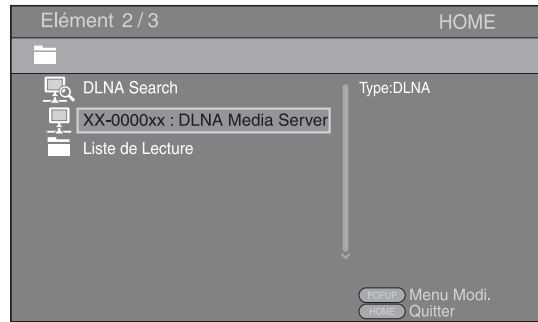 Elément 2/3 HOME
DLNA Search
Type:DLNA
XX-0000xx : DLNA Media Server
Liste de Lecture
POPUP Menu Modi.
HOME Quitter